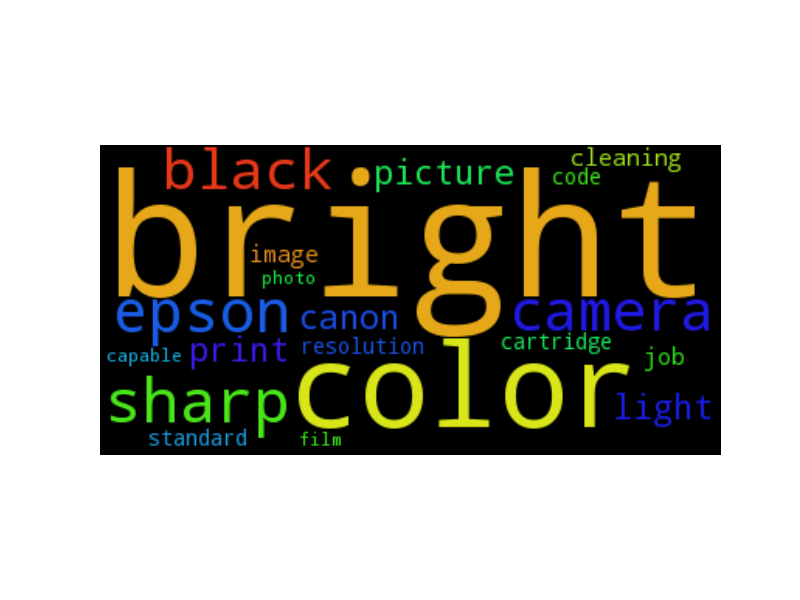 black picture cleaning
code
bright
image
photo
epson canon camera
capable print resolution cartridge job
sharp color light
standard film